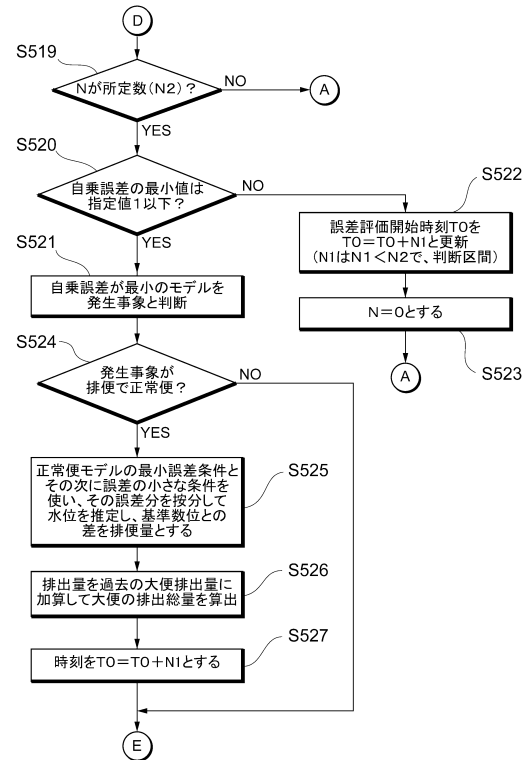 D
S519
Nが所定数(N2)?
NO
A
YES
S520
自乗誤差の最小値は
指定値1以下?
NO
YES
S522
誤差評価開始時刻T0を
T0=T0+N1と更新
(N1はN1<N2で、判断区間)
S521
自乗誤差が最小のモデルを
発生事象と判断
N=0とする
S523
A
S524
発生事象が
排便で正常便?
NO
YES
正常便モデルの最小誤差条件と
その次に誤差の小さな条件を
使い、その誤差分を按分して
水位を推定し、基準数位との
差を排便量とする
S525
排出量を過去の大便排出量に
加算して大便の排出総量を算出
S526
時刻をT0=T0+N1とする
S527
E